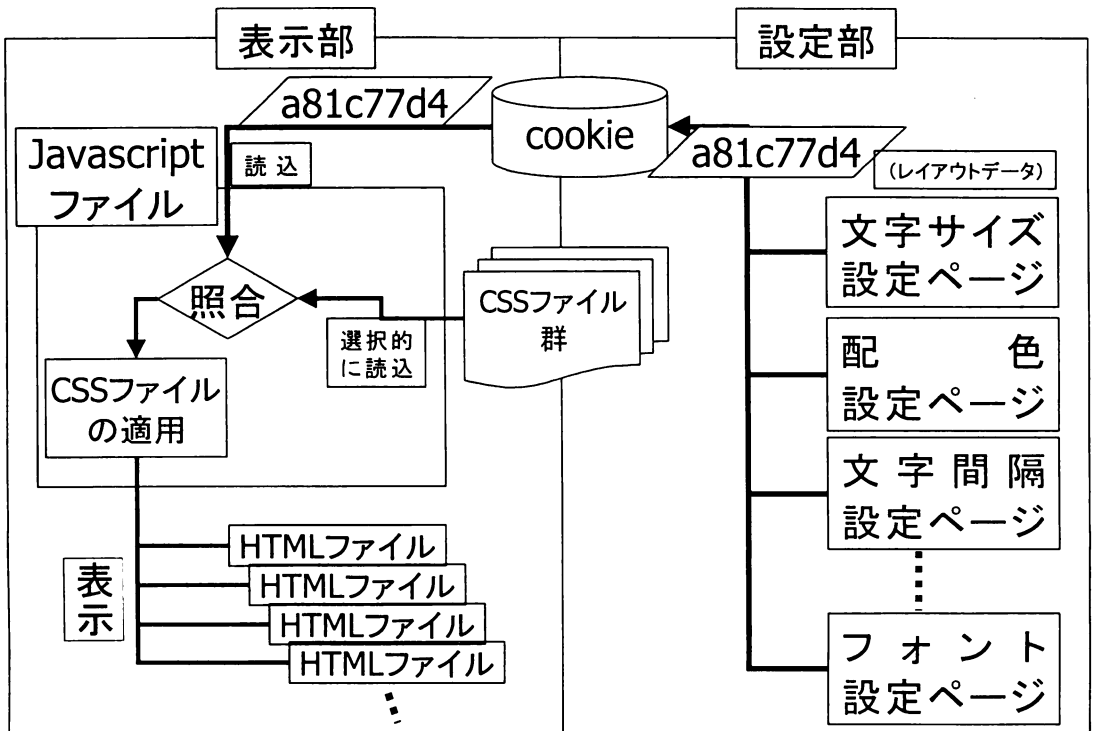 表示部
設定部
a81c77d4
cookie
a81c77d4
(レイアウトデータ)
Javascript
ファイル
読込
照合
選択的
に読込
CSSファイル
群
CSSファイル
の適用
表
示
HTMLファイル
HTMLファイル
HTMLファイル
HTMLファイル
文字サイズ
設定ページ
配色
設定ページ
文字間隔
設定ページ
フォント
設定ページ